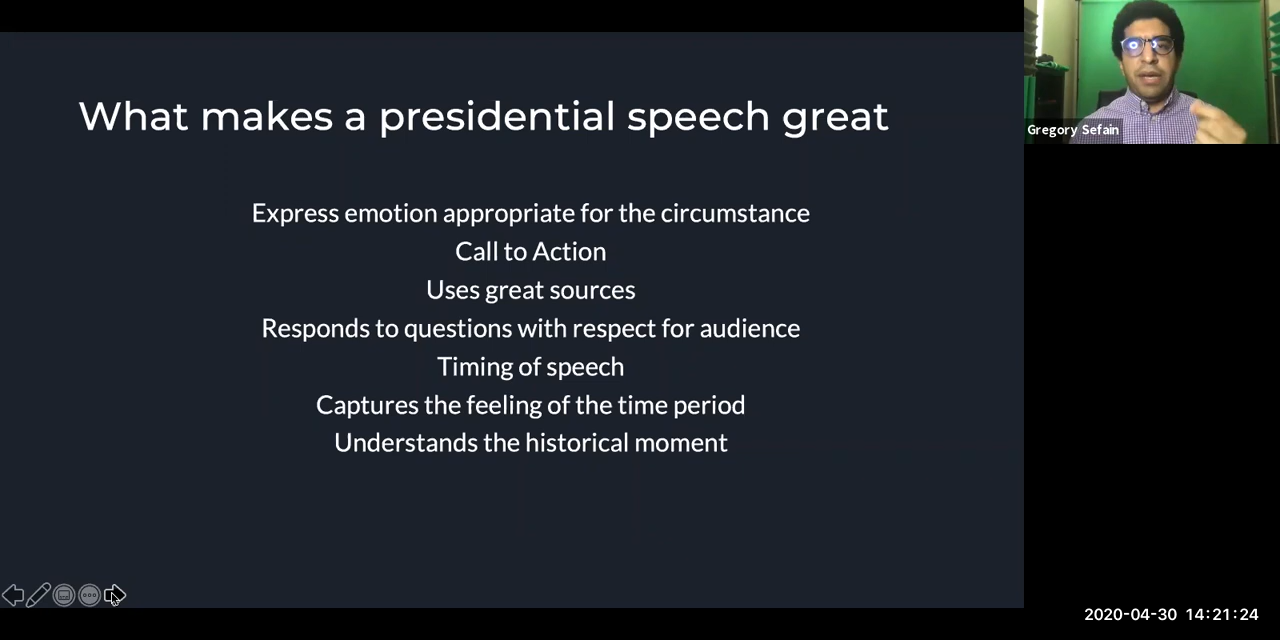 What makes a presidential speech great
Express emotion appropriate for the circumstance
Call to Action
Uses great sources
Responds to questions with respect for audience
Timing of speech
Captures the feeling of the time period
Understands the historical moment
Gregory Sefain
2020-04-30 14:21:24